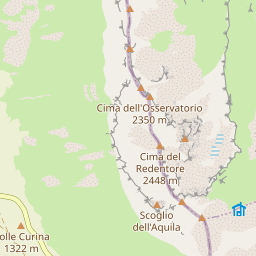 Cima dell'Osservatorio
2350 m
Cima del
Redentore
2448 m
Scoglio
dell'Aquila
olle Curina
1322 m